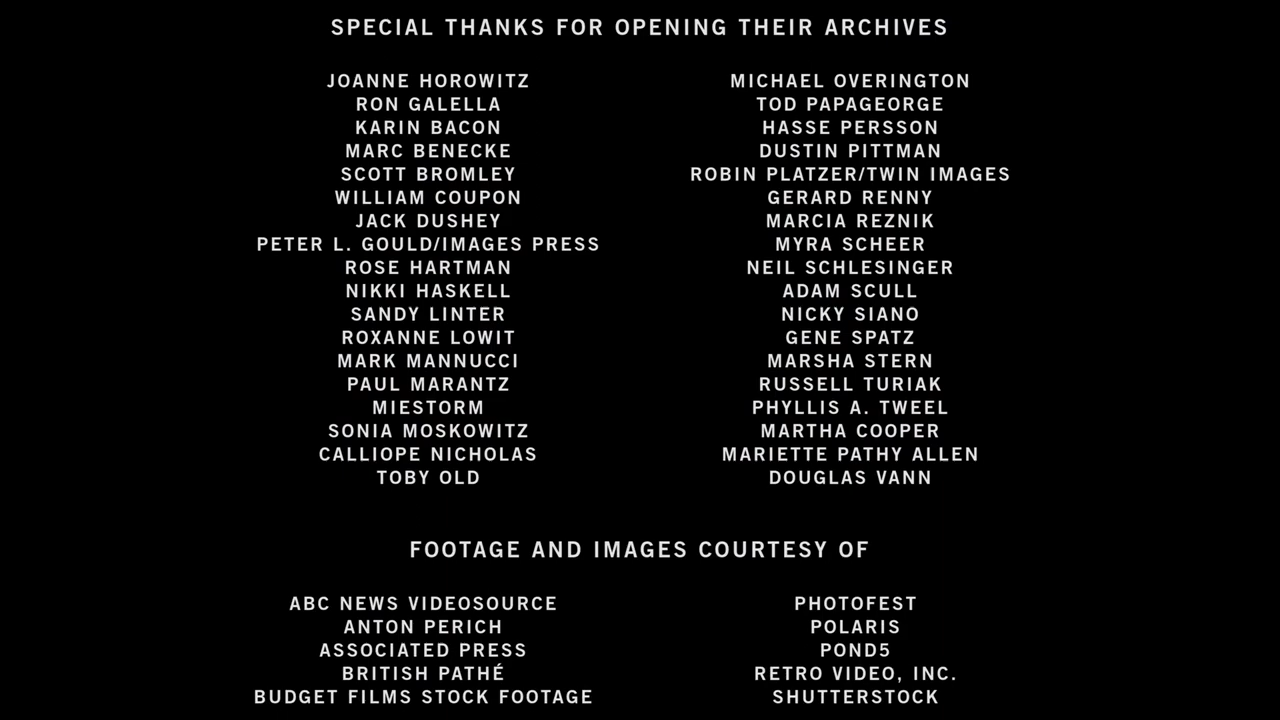 SPECIAL THANKS FOR OPENING THEIR ARCHIVES
JOANNE HOROWITZ
RON GALELLA
KARIN BACON
MARC BENECKE
SCOTT BROMLEY
WILLIAM COUPON
JACK DUSHEY
PETER L. GOULD/IMAGES PRESS
ROSE HARTMAN
NIKKI HASKELL
SANDY LINTER
ROXANNE LOWIT
MARK MANNUCCI
PAUL MARANTZ
MIESTORM
SONIA MOSKOWITZ
CALLIOPE NICHOLAS
TOBY OLD
MICHAEL OVERINGTON
TOD PAPAGEORGE
HASSE PERSSON
DUSTIN PITTMAN
ROBIN PLATZER/TWIN IMAGES
GERARD RENNY
MARCIA REZNIK
MYRA SCHEER
NEIL SCHLESINGER
ADAM SCULL
NICKY SIANO
GENE SPATZ
MARSHA STERN
RUSSELL TURIAK
PHYLLIS A. TWEEL
MARTHA COOPER
MARIETTE PATHY ALLEN
DOUGLAS VANN
FOOTAGE AND IMAGES COURTESY OF
ABC NEWS VIDEOSOURCE
ANTON PERICH
ASSOCIATED PRESS
BRITISH PATHÉ
BUDGET FILMS STOCK FOOTAGE
PHOTOFEST
POLARIS
POND5
RETRO VIDEO, INC.
SHUTTERSTOCK